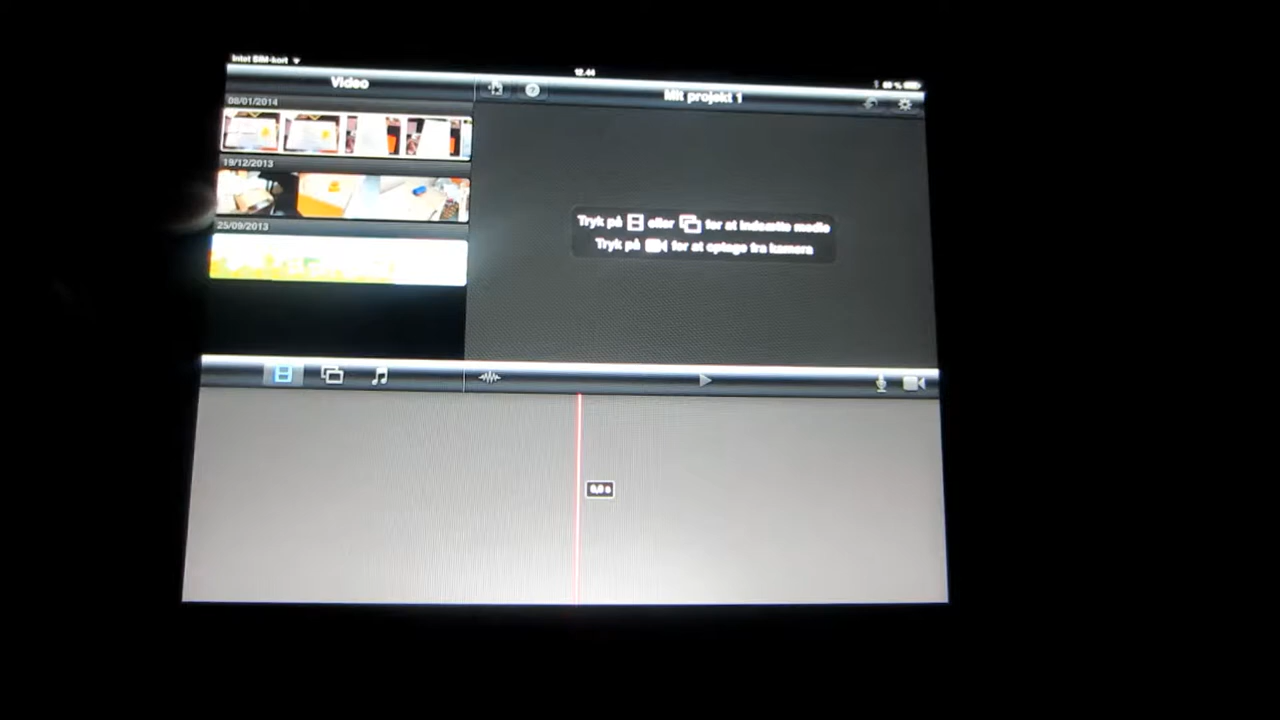 Intet SIM-kort
12.44
Video
Mit projekt 1
08/01/2014
19/12/2013
25/09/2013
Tryk på eller for at indsætte medie
Tryk på for at optage fra kamera
0,0 s